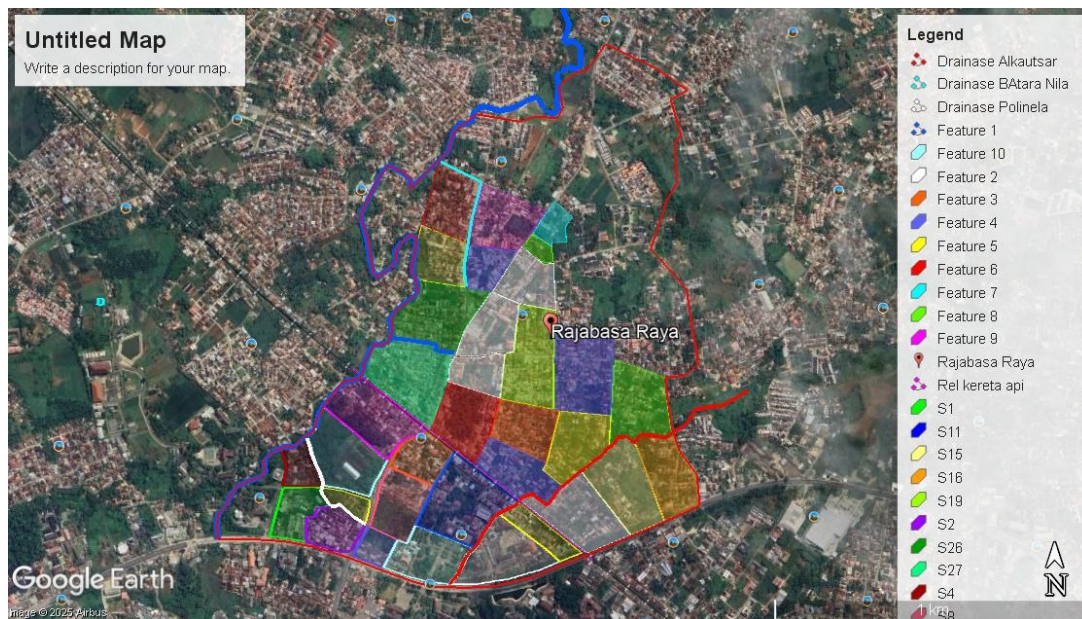 Untitled Map
Write a description for your map.
Legend
Drainase Alkautsar
Drainase BAtara Nila
Drainase Polinela
Feature 1
Feature 10
Feature 2
Feature 3
Feature 4
Feature 5
Feature 6
Feature 7
Feature 8
Feature 9
Rajabasa Raya
Rel kereta api
S1
S11
S15
S16
S19
S2
S26
S27
S4
S8
Rajabasa Raya
D
Google Earth
Image © 2025 Airbus
1 km
N